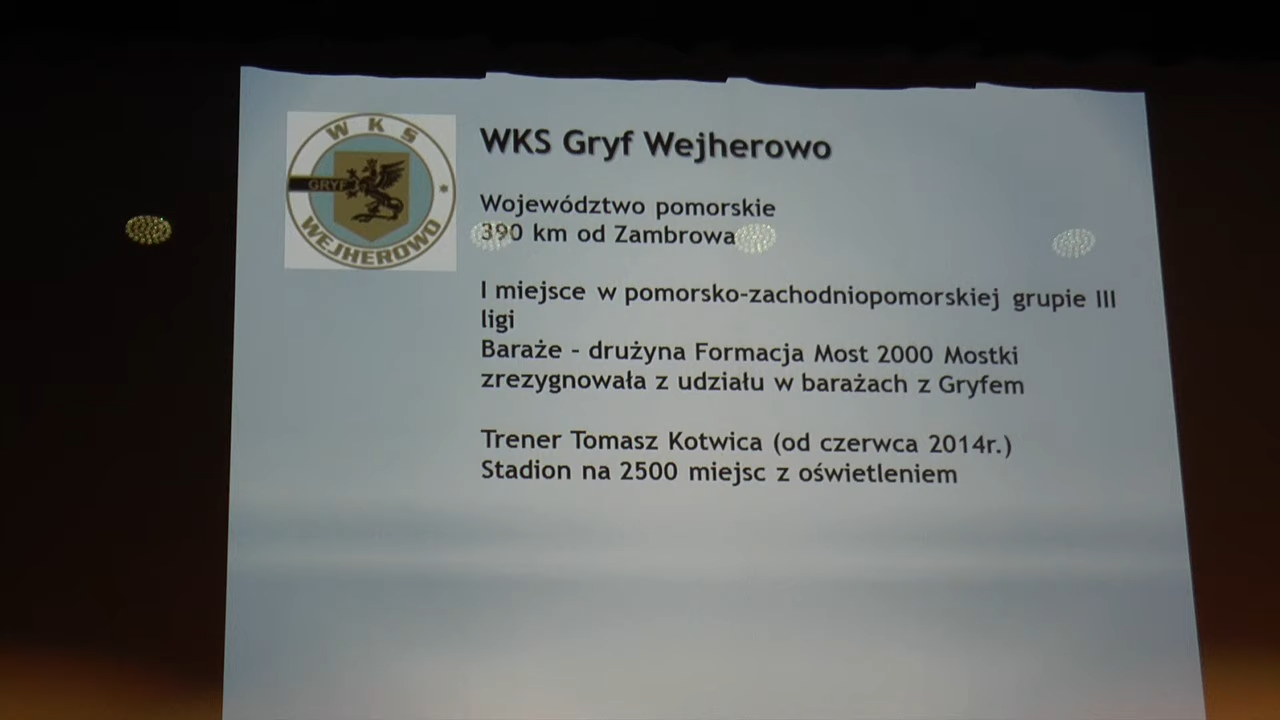 WKS
GRYF
WEJHEROWO
WKS Gryf Wejherowo
Województwo pomorskie
390 km od Zambrowa
I miejsce w pomorsko-zachodniopomorskiej grupie III
ligi
Baraże - drużyna Formacja Most 2000 Mostki
zrezygnowała z udziału w barażach z Gryfem
Trener Tomasz Kotwica (od czerwca 2014r.)
Stadion na 2500 miejsc z oświetleniem